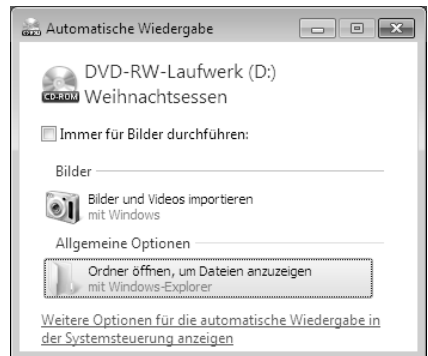 Automatische Wiedergabe
DVD-RW-Laufwerk (D:)
Weihnachtsessen
CD-ROM
Immer für Bilder durchführen:
Bilder
Bilder und Videos importieren
mit Windows
Allgemeine Optionen
Ordner öffnen, um Dateien anzuzeigen
mit Windows-Explorer
Weitere Optionen für die automatische Wiedergabe in
der Systemsteuerung anzeigen